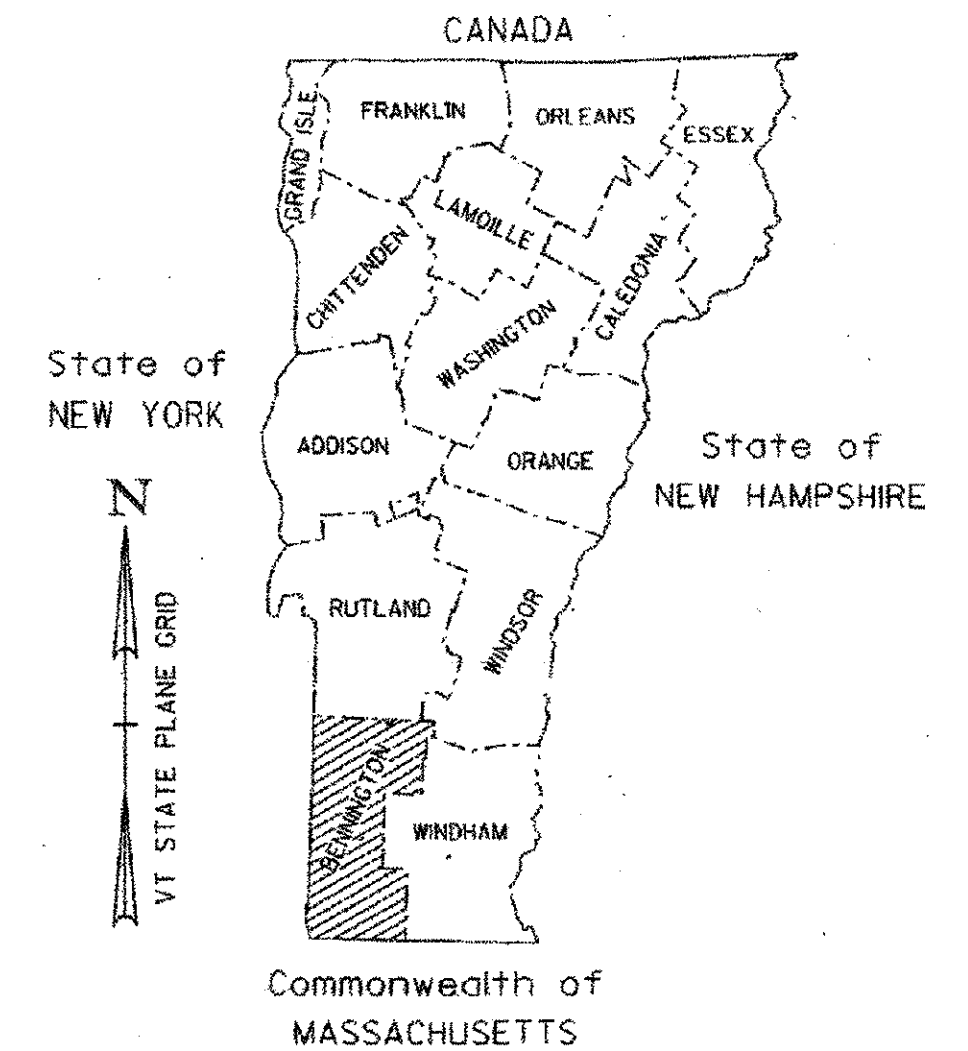 CANADA
GRAND ISLE
FRANKLIN
ORLEANS
ESSEX
LAMOILLE
CHITTENDEN
CALEDONIA
WASHINGTON
State of
NEW YORK
ADDISON
ORANGE
State of
NEW HAMPSHIRE
N
VT STATE PLANE GRID
RUTLAND
WINDSOR
BENNINGTON
WINDHAM
Commonwealth of
MASSACHUSETTS